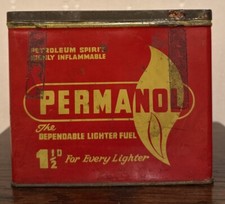 PETROLEUM SPIRIT
HIGHLY INFLAMMABLE
PERMANOL
The
DEPENDABLE LIGHTER FUEL
1½D For Every Lighter